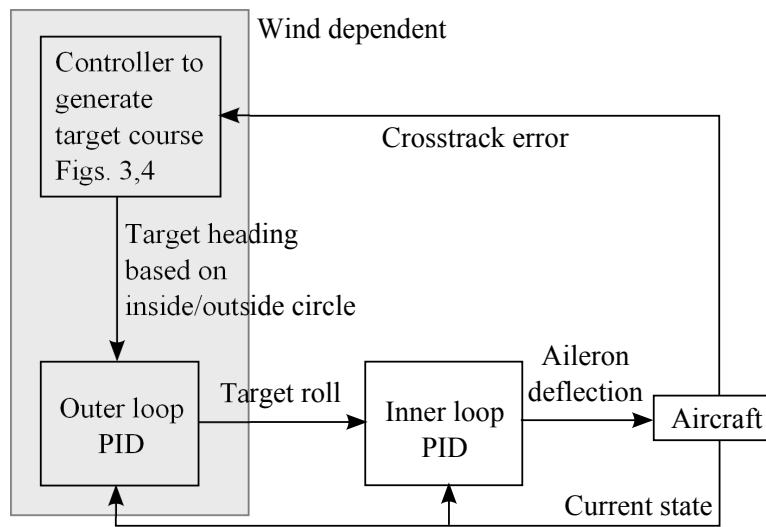 Wind dependent
Controller to
generate
target course
Figs. 3,4
Crosstrack error
Target heading
based on
inside/outside circle
Outer loop
PID
Target roll
Inner loop
PID
Aileron
deflection
Aircraft
Current state